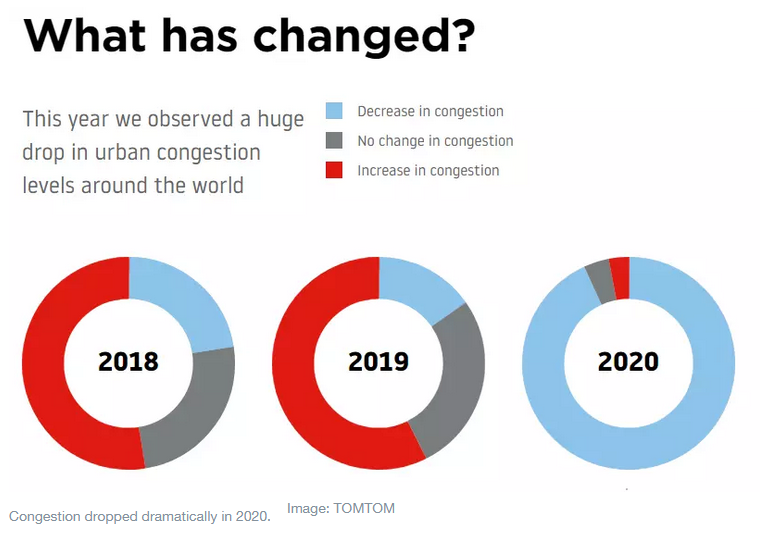 What has changed?
This year we observed a huge
drop in urban congestion
levels around the world
Decrease in congestion
No change in congestion
Increase in congestion
2018
2019
2020
Congestion dropped dramatically in 2020.
Image: TOMTOM